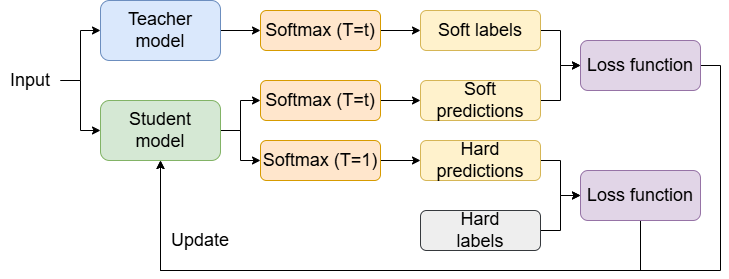 Teacher
model
Softmax (T=t)
Soft labels
Input
Loss function
Student
model
Softmax (T=t)
Soft
predictions
Softmax (T=1)
Hard
predictions
Loss function
Hard
labels
Update